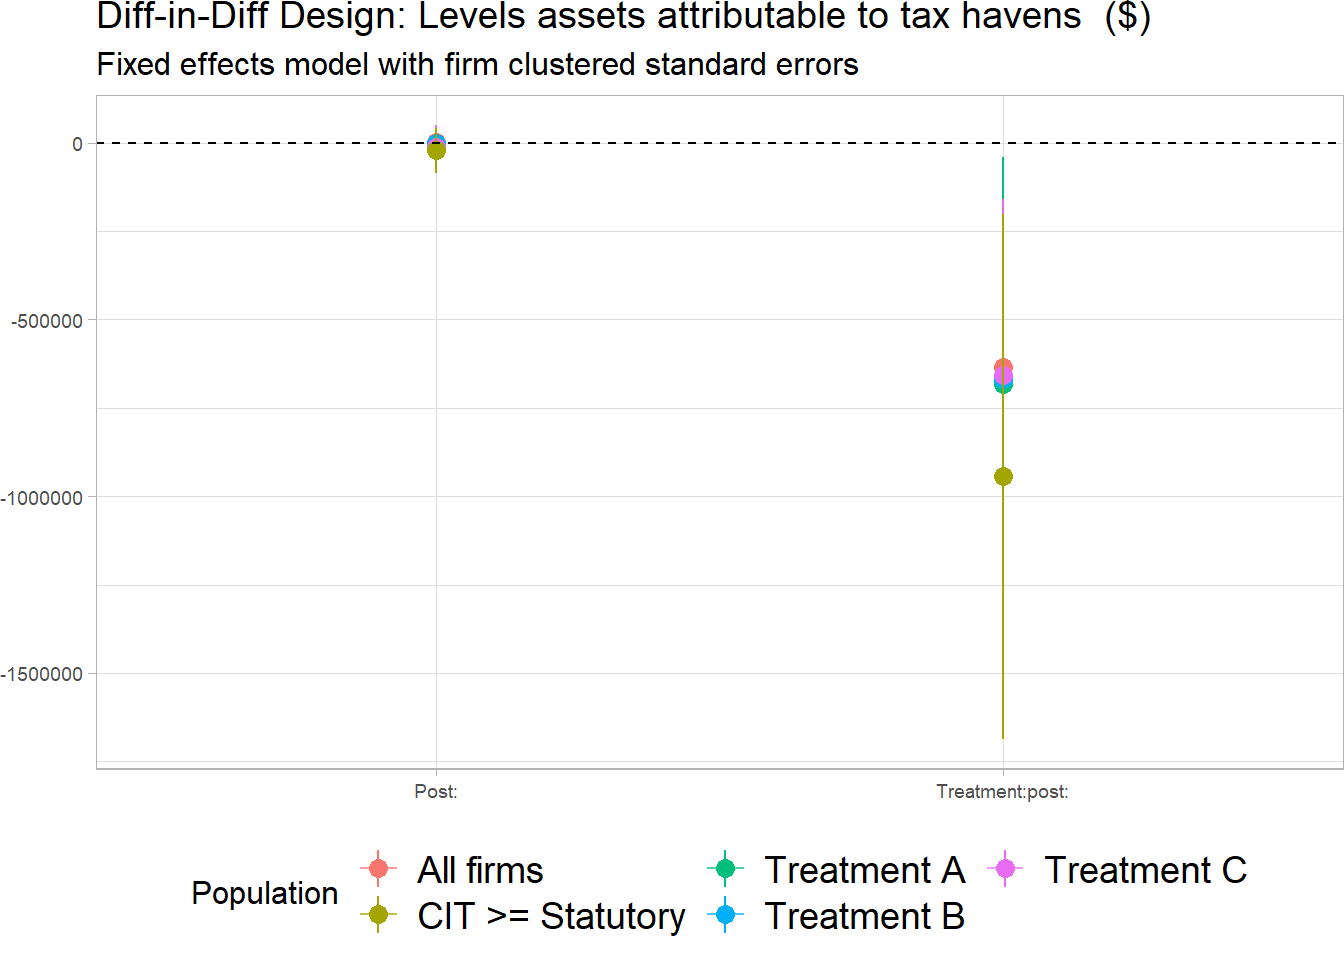 Diff-in-Diff Design: Levels assets attributable to tax havens  ($)
Fixed effects model with firm clustered standard errors
0
-500000
-1000000
-1500000
Post:
Treatment:post:
Population
All firms
CIT >= Statutory
Treatment A
Treatment B
Treatment C